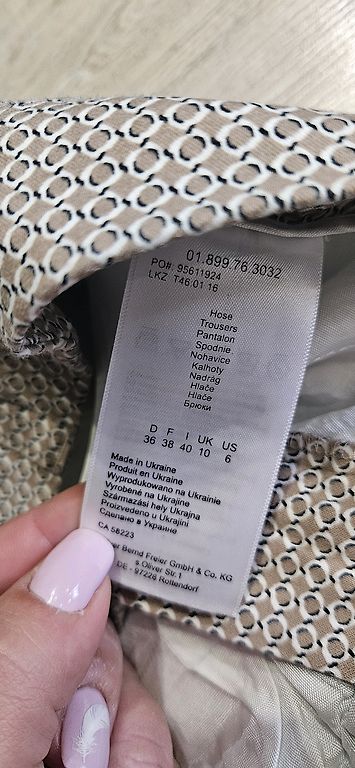 01.899.76.3032
PO#: 95611924
LKZ T46 01 16
Hose
Trousers
Pantalon
Spodnie
Nohavice
Kalhoty
Nadrág
Hlače
Hlače
Брюки
D F I UK US
36 38 40 10 6
Made in Ukraine
Produit en Ukraine
Wyprodukowano na Ukrainie
Vyrobené na Ukrajine
Származási hely Ukrajna
Proizvedeno u Ukrajini
Сделано в Украине
CA 56223
Bernd Freier GmbH & Co. KG
s Oliver Str.1
DE - 97228 Rottendorf